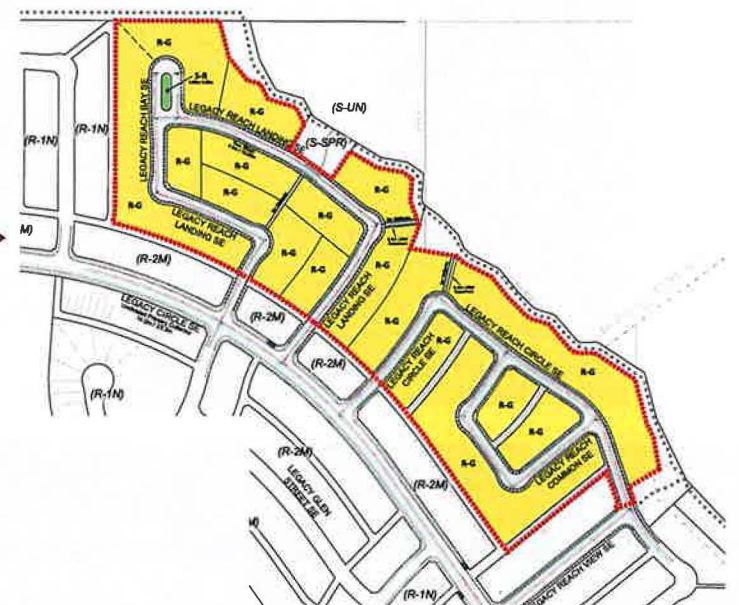 R-G
S-R
LEGACY REACH BAY SE
R-G
LEGACY REACH LANDING SE
(S-UN)
(R-1N)
(R-1N)
(S-SPR)
R-G
R-G
R-G
R-G
R-G
R-G
R-G
LEGACY REACH
LANDING SE
M)
(R-2M)
R-G
R-G
R-G
LEGACY REACH
LANDING SE
LEGACY CIRCLE SE
(R-2M)
R-G
LEGACY REACH CIRCLE SE
(R-2M)
R-G
LEGACY REACH
CIRCLE SE
R-G
(R-1N)
R-G
R-G
R-G
LEGACY REACH
COMMON SE
(R-2M)
(R-2M)
LEGACY GLEN
STREET SE
M)
(R-1N)
LEGACY REACH VIEW SE